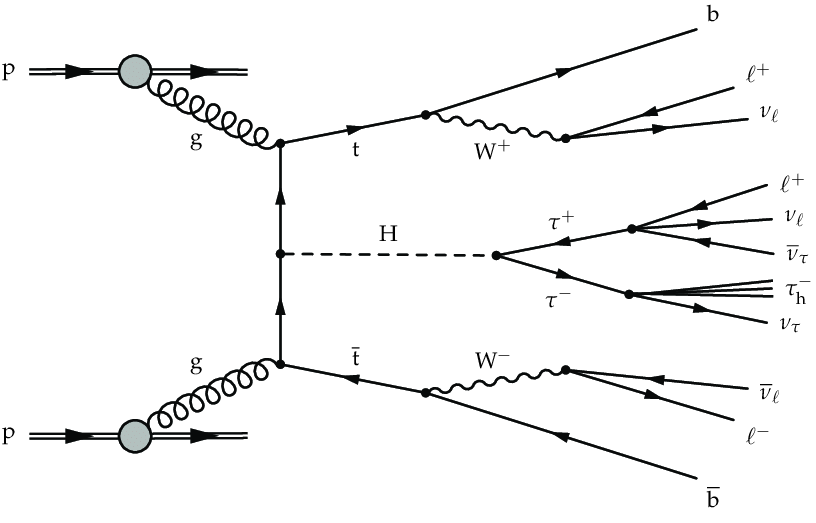 b
p
ℓ⁺
g
ν_ℓ
t
W⁺
ℓ⁺
τ⁺
ν_ℓ
H
ν̄_τ
τ_h⁻
τ⁻
ν_τ
g
t̄
W⁻
ν̄_ℓ
p
ℓ⁻
b̄